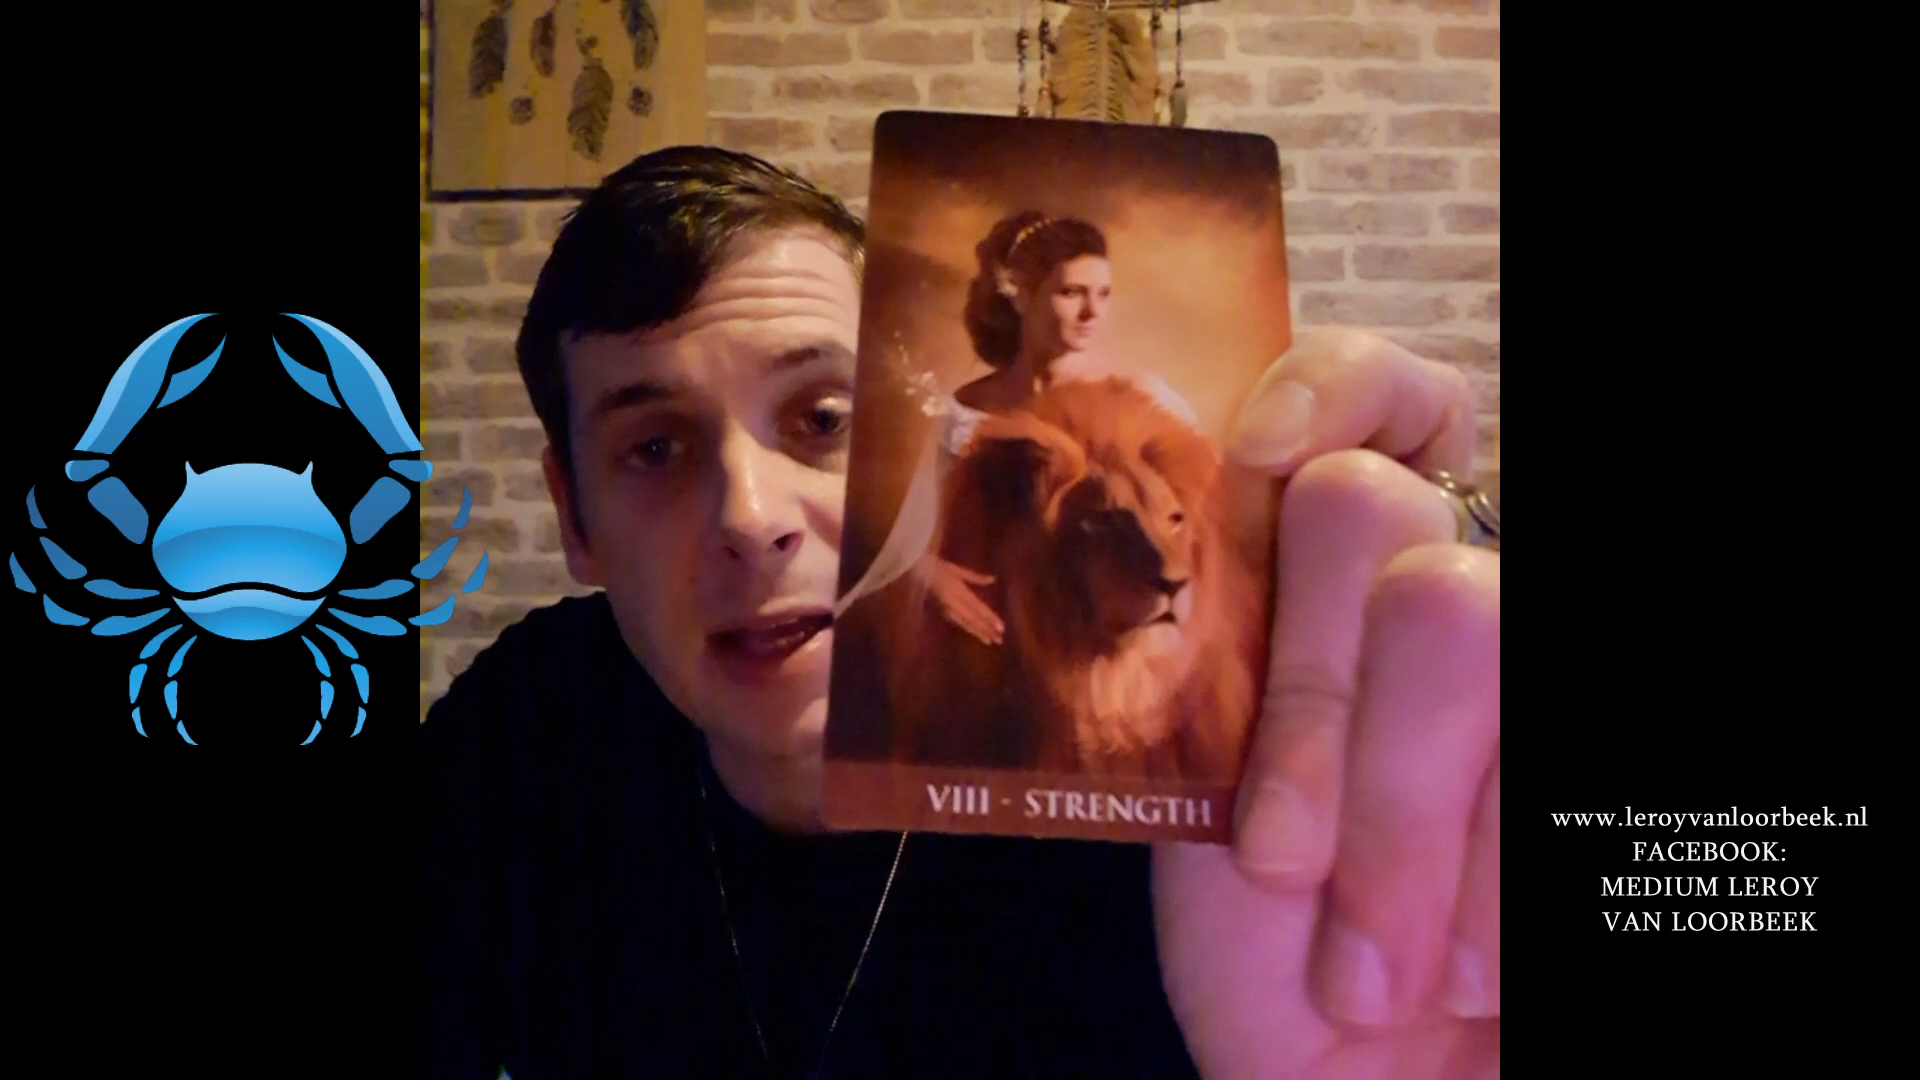 VIII - STRENGTH
www.leroyvanloorbeek.nl
FACEBOOK:
MEDIUM LEROY
VAN LOORBEEK